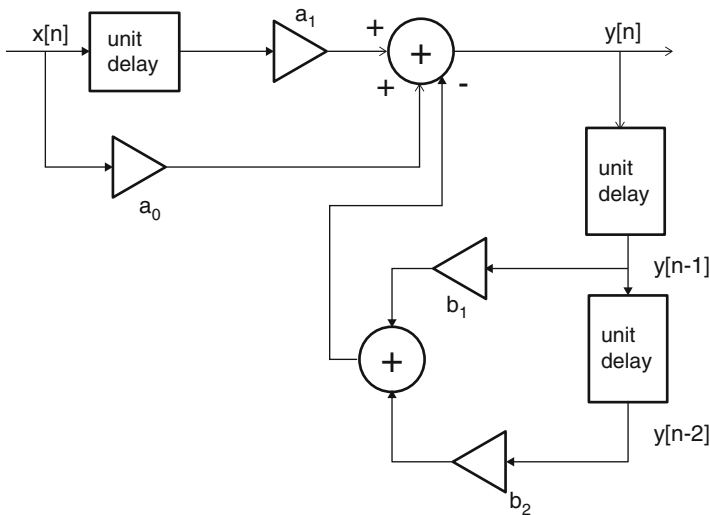 x[n]
unit
delay
a₁
+
+
+
-
y[n]
a₀
unit
delay
y[n-1]
b₁
unit
delay
+
y[n-2]
b₂